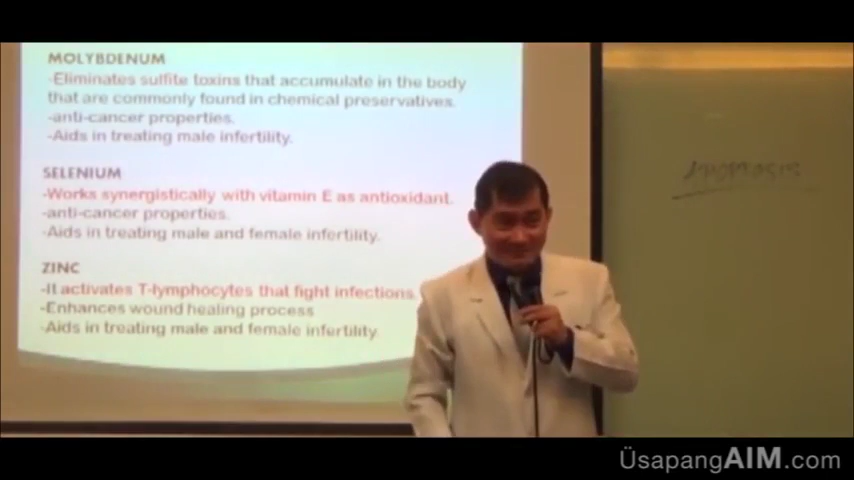 MOLYBDENUM
-Eliminates sulfite toxins that accumulate in the body
that are commonly found in chemical preservatives.
-anti-cancer properties.
-Aids in treating male infertility.
SELENIUM
-Works synergistically with vitamin E as antioxidant.
-anti-cancer properties.
-Aids in treating male and female infertility.
ZINC
-It activates T-lymphocytes that fight infections.
-Enhances wound healing process
-Aids in treating male and female infertility.
APOPTOSIS
ÜsapangAIM.com